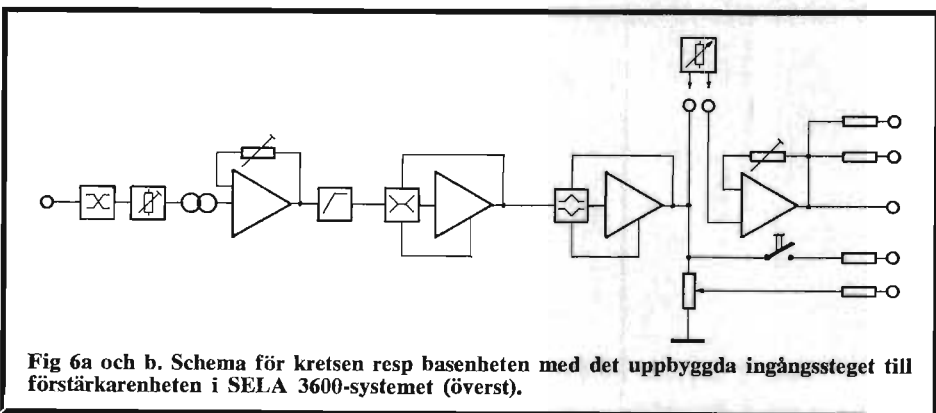 Fig 6a och b. Schema för kretsen resp basenheten med det uppbyggda ingångssteget till
förstärkarenheten i SELA 3600-systemet (överst).